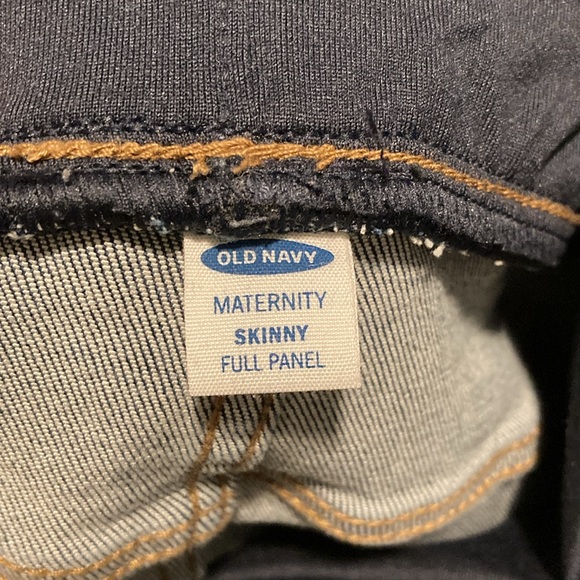 OLD NAVY
MATERNITY
SKINNY
FULL PANEL